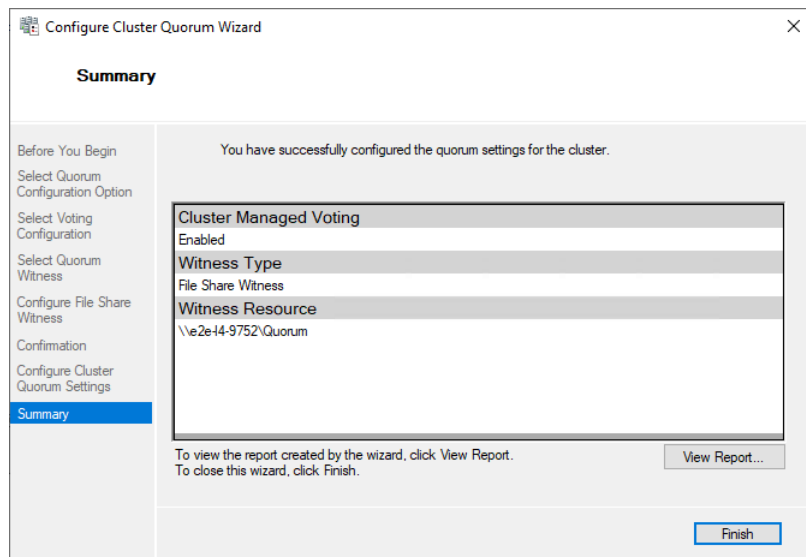 Configure Cluster Quorum Wizard
Summary
Before You Begin
Select Quorum
Configuration Option
Select Voting
Configuration
Select Quorum
Witness
Configure File Share
Witness
Confirmation
Configure Cluster
Quorum Settings
Summary
You have successfully configured the quorum settings for the cluster.
Cluster Managed Voting
Enabled
Witness Type
File Share Witness
Witness Resource
\\e2e-l4-9752\Quorum
To view the report created by the wizard, click View Report.
To close this wizard, click Finish.
View Report...
Finish